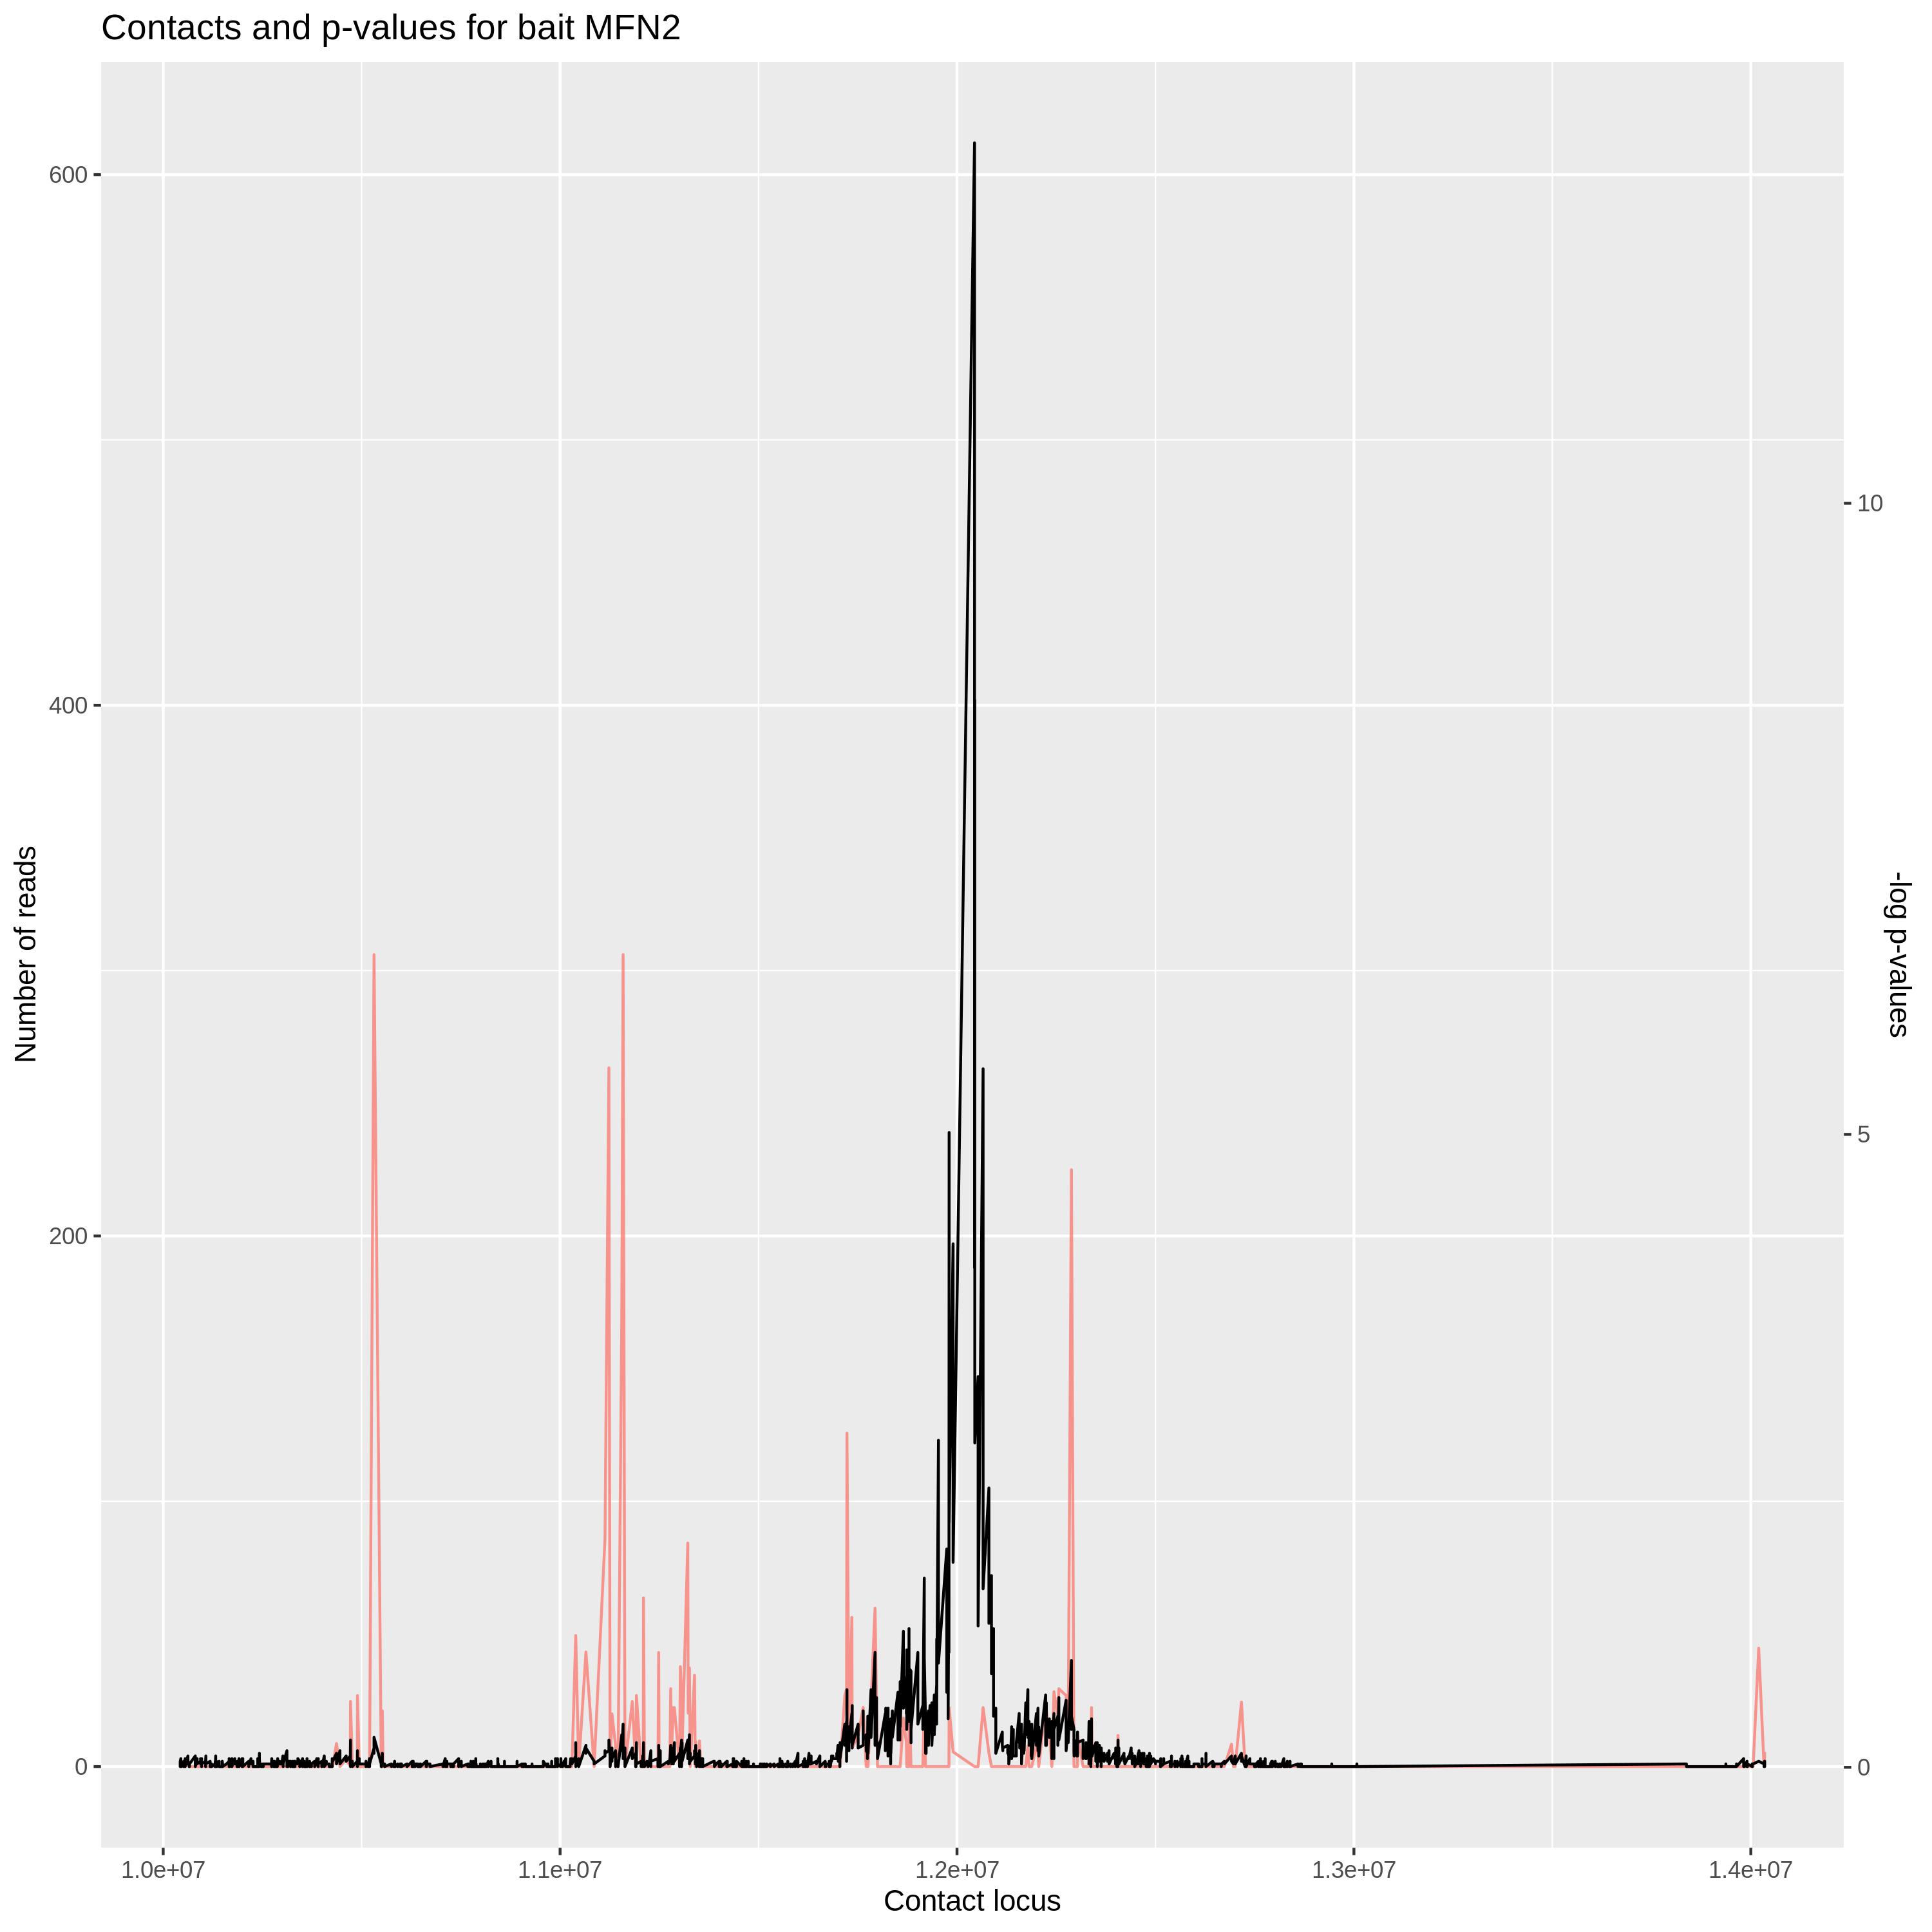 Contacts and p-values for bait MFN2
600
400
200
0
Number of reads
10
5
0
-log p-values
1.0e+07
1.1e+07
1.2e+07
1.3e+07
1.4e+07
Contact locus